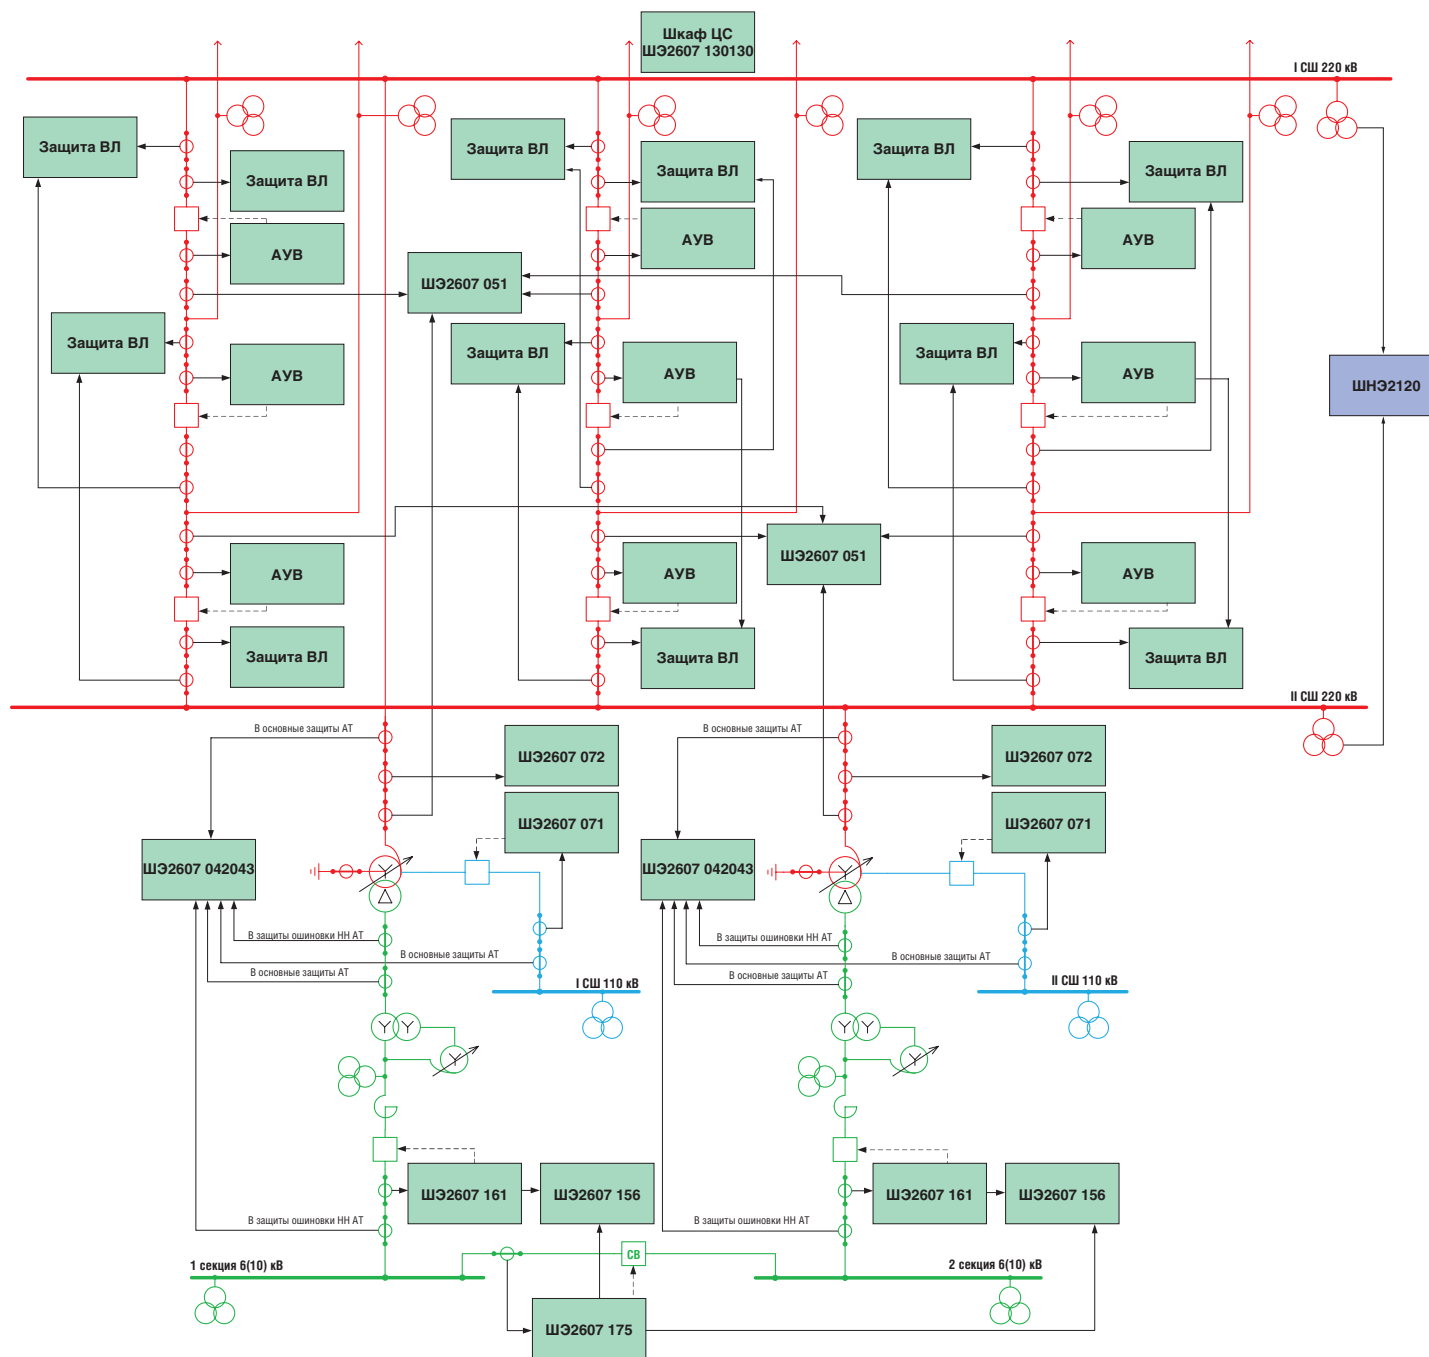 Шкаф ЦС
ШЭ2607 130130
I СШ 220 кВ
Защита ВЛ
Защита ВЛ
АУВ
Защита ВЛ
Защита ВЛ
АУВ
Защита ВЛ
Защита ВЛ
АУВ
ШЭ2607 051
Защита ВЛ
АУВ
Защита ВЛ
АУВ
Защита ВЛ
АУВ
ШНЭ2120
АУВ
АУВ
ШЭ2607 051
АУВ
Защита ВЛ
Защита ВЛ
Защита ВЛ
II СШ 220 кВ
В основные защиты АТ
ШЭ2607 072
В основные защиты АТ
ШЭ2607 072
ШЭ2607 071
ШЭ2607 071
ШЭ2607 042043
ШЭ2607 042043
В защиты ошиновки НН АТ
В основные защиты АТ
В основные защиты АТ
В защиты ошиновки НН АТ
В основные защиты АТ
В основные защиты АТ
I СШ 110 кВ
II СШ 110 кВ
ШЭ2607 161
ШЭ2607 156
ШЭ2607 161
ШЭ2607 156
В защиты ошиновки НН АТ
В защиты ошиновки НН АТ
СВ
1 секция 6(10) кВ
2 секция 6(10) кВ
ШЭ2607 175